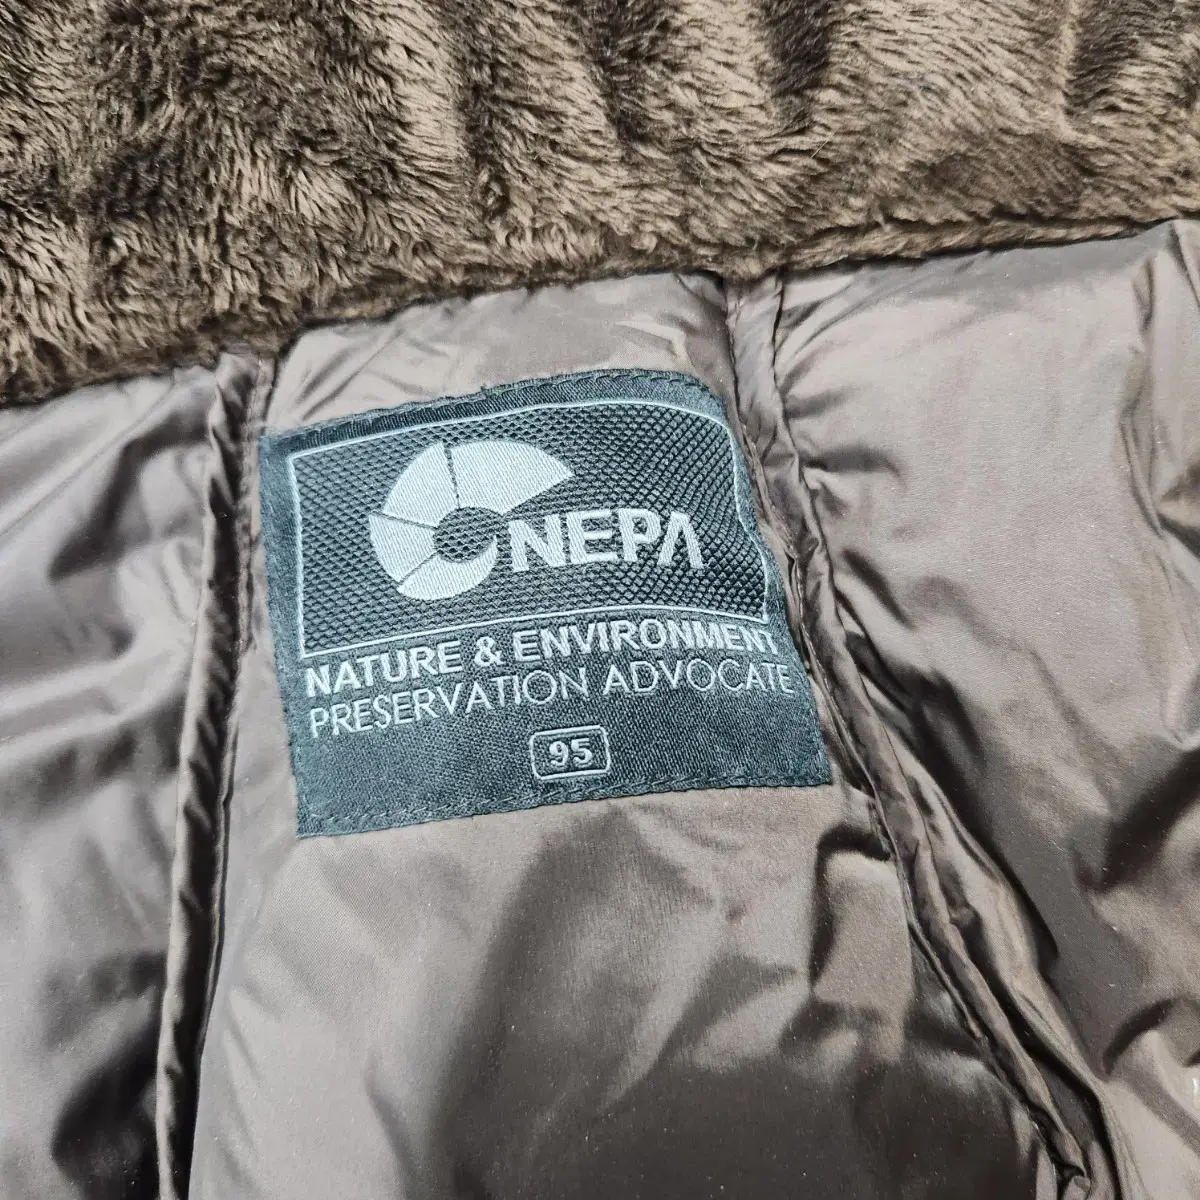 NEPA
NATURE & ENVIRONMENT
PRESERVATION ADVOCATE
95